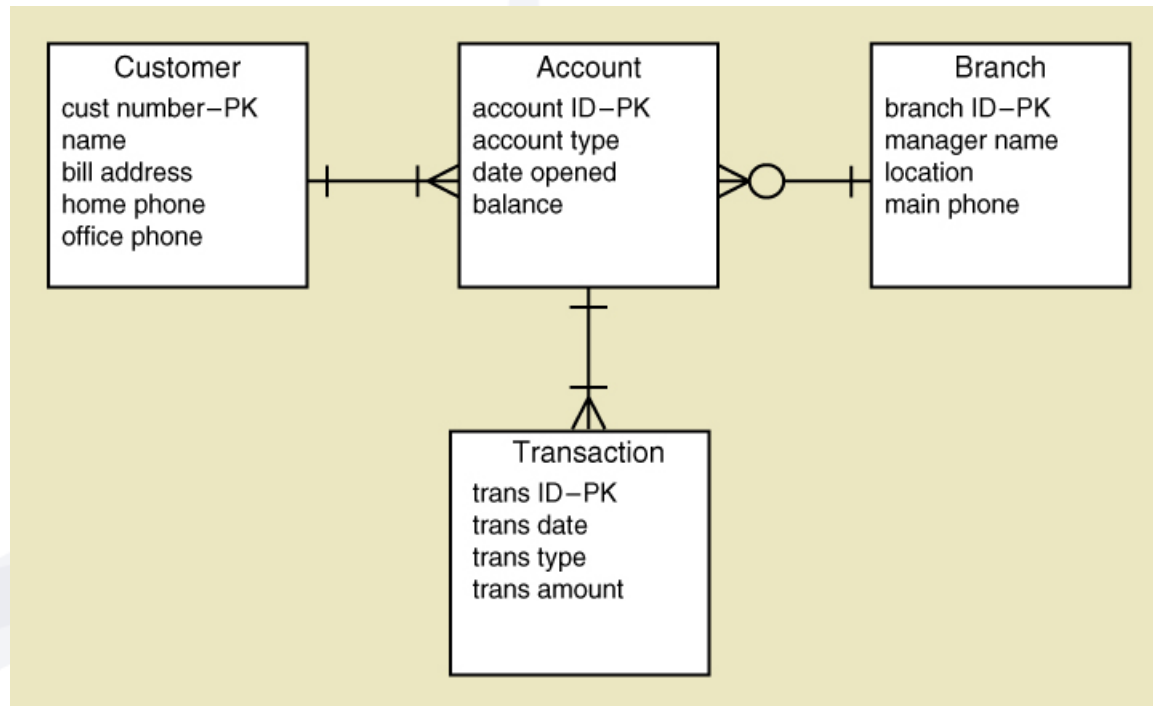 Customer
cust number–PK
name
bill address
home phone
office phone
Account
account ID–PK
account type
date opened
balance
Branch
branch ID–PK
manager name
location
main phone
Transaction
trans ID–PK
trans date
trans type
trans amount